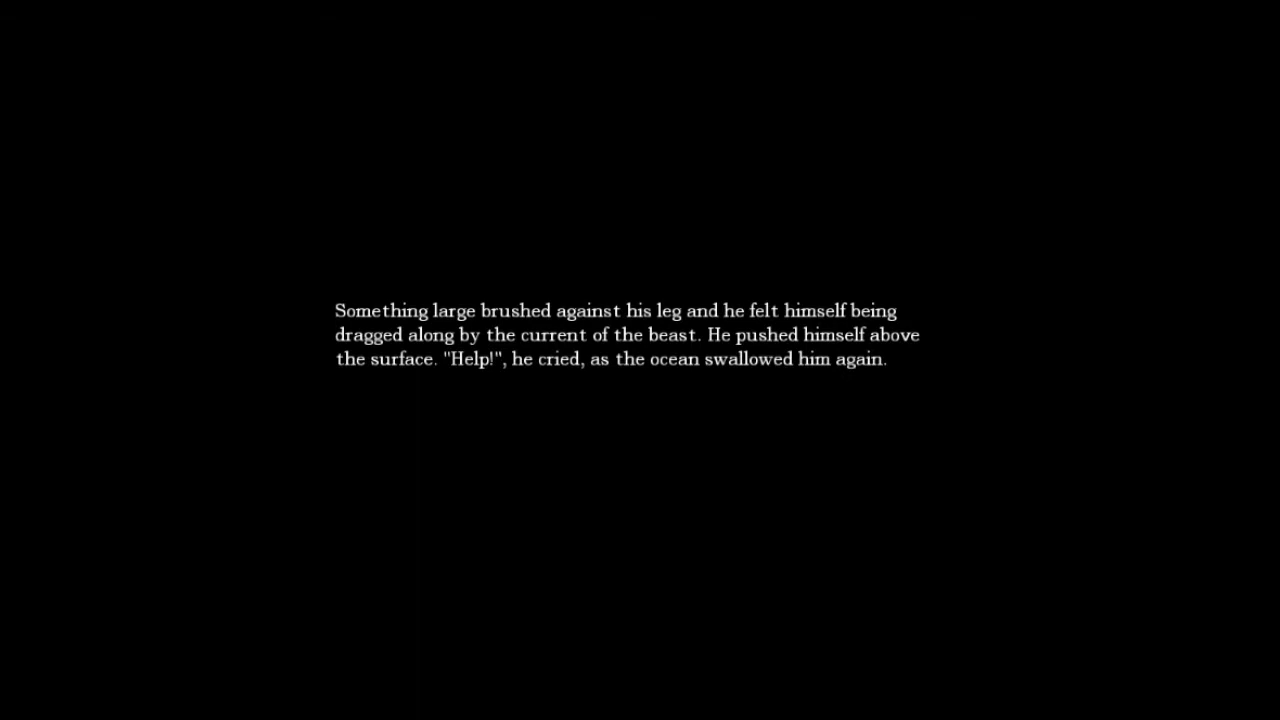 Something large brushed against his leg and he felt himself being
dragged along by the current of the beast. He pushed himself above
the surface. "Help!", he cried, as the ocean swallowed him again.